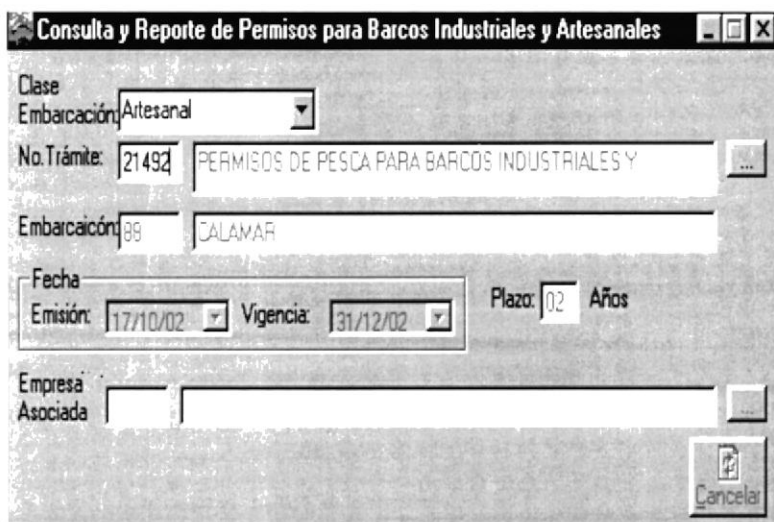 Consulta y Reporte de Permisos para Barcos Industriales y Artesanales
Clase
Embarcación: Artesanal
No.Trámite: 21492 PERMISOS DE PESCA PARA BARCOS INDUSTRIALES Y ...
Embarcaicón: 89 CALAMAR
Fecha
Emisión: 17/10/02 Vigencia: 31/12/02 Plazo: 02 Años
Empresa
Asociada ...
Cancelar